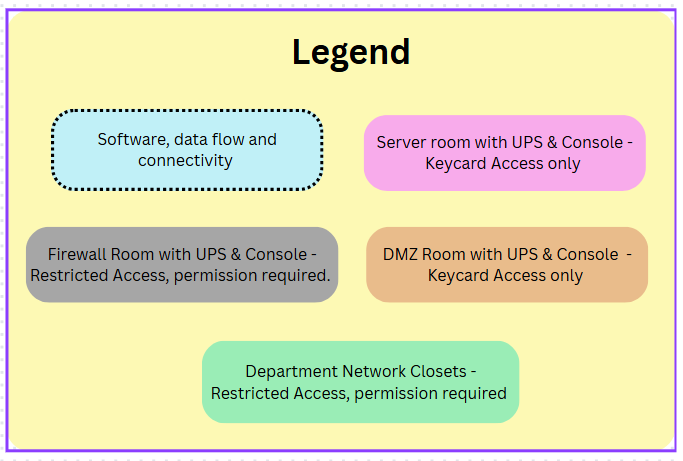 Legend
Software, data flow and
connectivity
Server room with UPS & Console -
Keycard Access only
Firewall Room with UPS & Console -
Restricted Access, permission required.
DMZ Room with UPS & Console  -
Keycard Access only
Department Network Closets -
Restricted Access, permission required